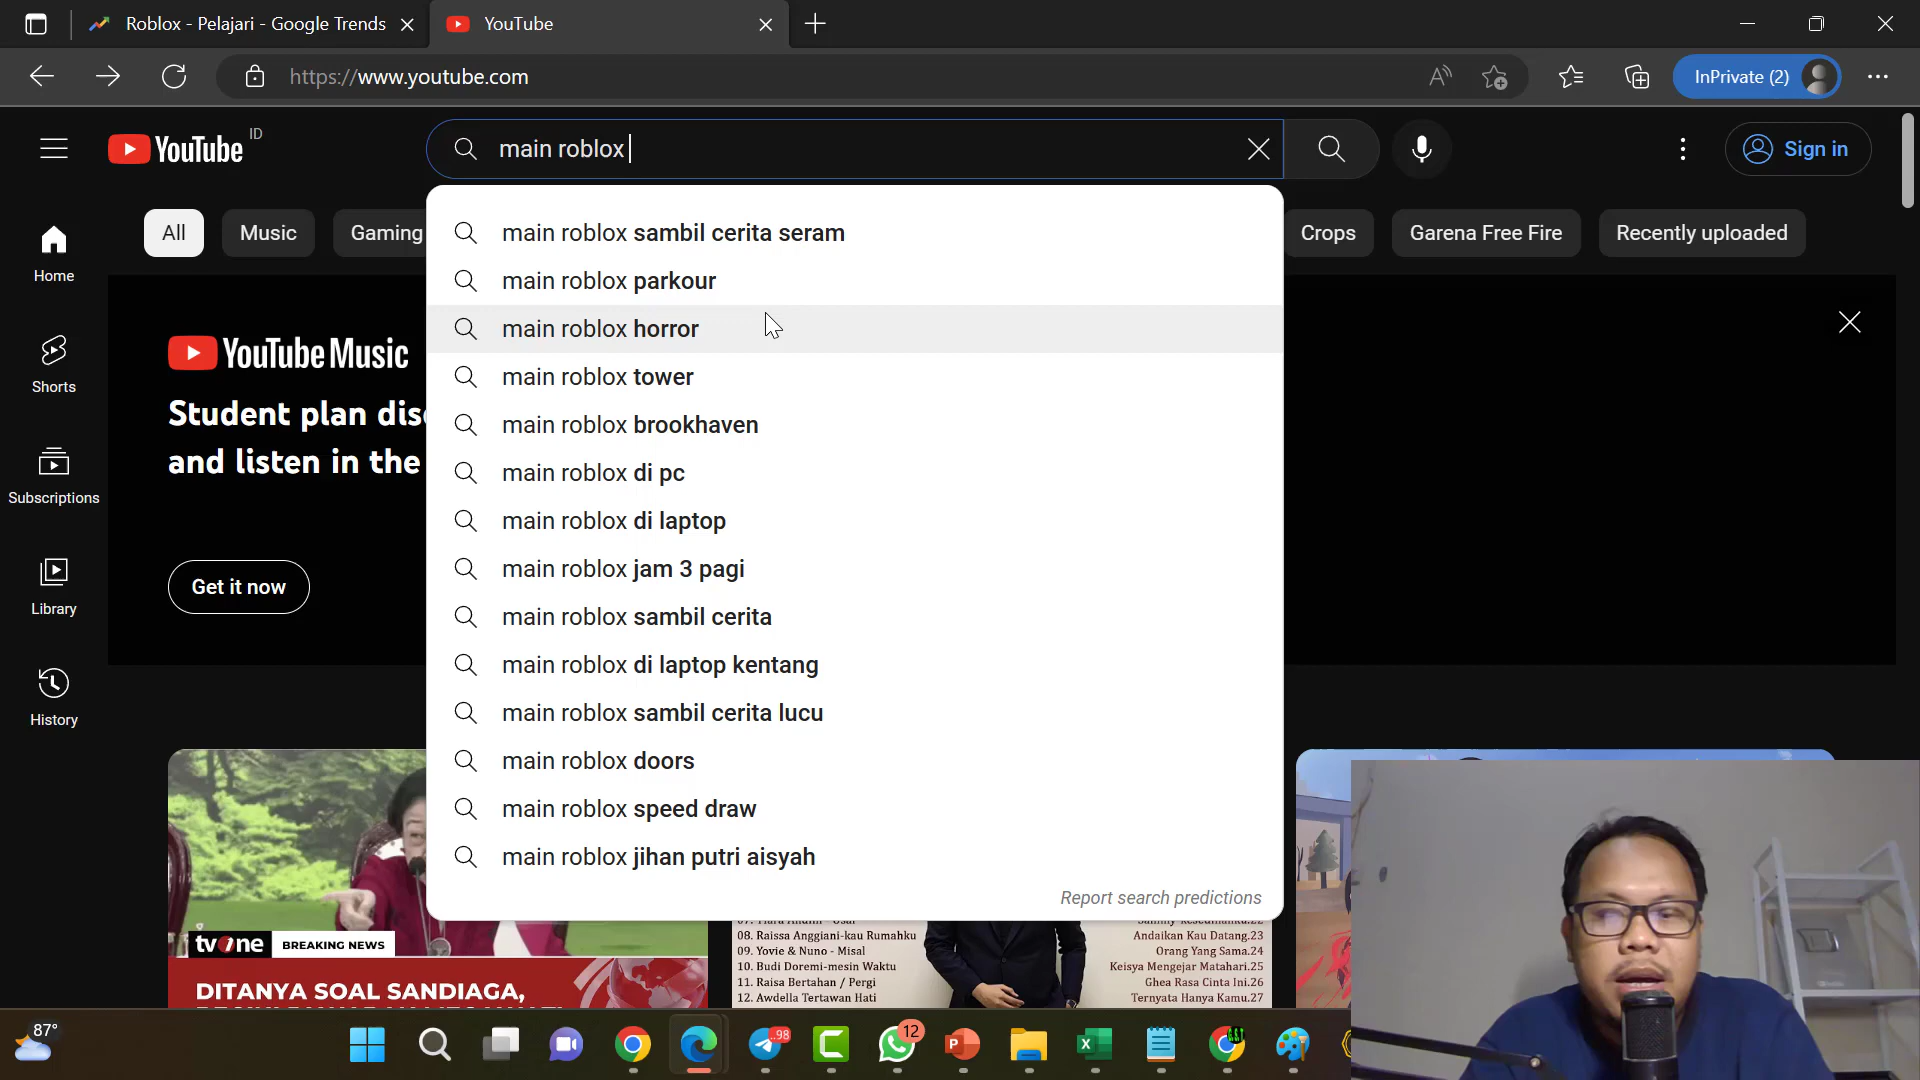 Roblox - Pelajari - Google Trends
YouTube
https://www.youtube.com
InPrivate (2)
YouTube ID
main roblox
Sign in
All
Music
Gaming
Crops
Garena Free Fire
Recently uploaded
Home
Shorts
Subscriptions
Library
History
YouTube Music
Student plan dis
and listen in the
Get it now
main roblox sambil cerita seram
main roblox parkour
main roblox horror
main roblox tower
main roblox brookhaven
main roblox di pc
main roblox di laptop
main roblox jam 3 pagi
main roblox sambil cerita
main roblox di laptop kentang
main roblox sambil cerita lucu
main roblox doors
main roblox speed draw
main roblox jihan putri aisyah
Report search predictions
tvOne BREAKING NEWS
DITANYA SOAL SANDIAGA,
08. Raissa Anggiani-kau Rumahku
09. Yovie & Nuno - Misal
10. Budi Doremi-mesin Waktu
11. Raisa Bertahan / Pergi
12. Awdella Tertawan Hati
Andaikan Kau Datang.23
Orang Yang Sama.24
Keisya Mengejar Matahari.25
Ghea Rasa Cinta Ini.26
Ternyata Hanya Kamu.27
87°
98
12